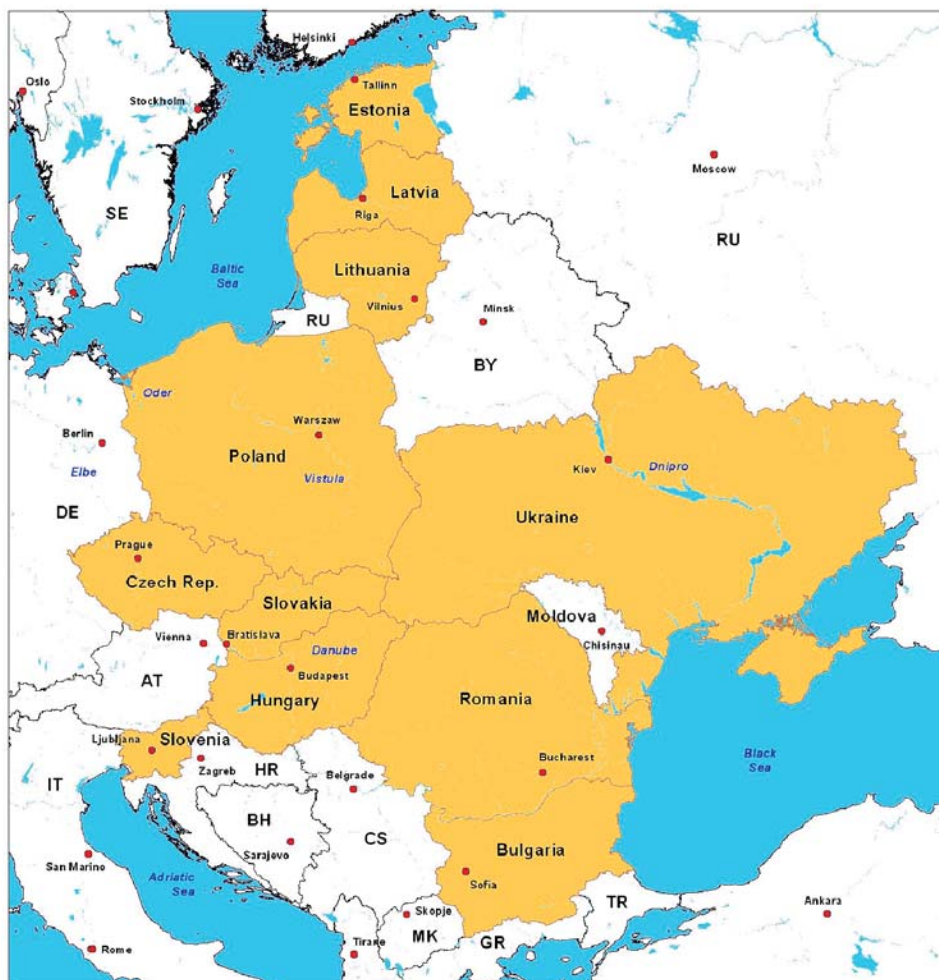 Helsinki
Oslo
Tallinn
Stockholm
Estonia
Moscow
Latvia
Riga
SE
RU
Baltic
Sea
Lithuania
Vilnius
Minsk
RU
BY
Oder
Warszaw
Berlin
Poland
Kiev
Dnipro
Elbe
Vistula
DE
Ukraine
Prague
Czech Rep.
Slovakia
Moldova
Vienna
Bratislava
Danube
Chisinau
AT
Budapest
Hungary
Romania
Ljubljana
Slovenia
Bucharest
Black
Sea
Zagreb
HR
Belgrade
IT
BH
CS
Sarajevo
Bulgaria
San Marino
Adriatic
Sea
Sofia
Ankara
TR
Skopje
MK
GR
Tirane
Rome